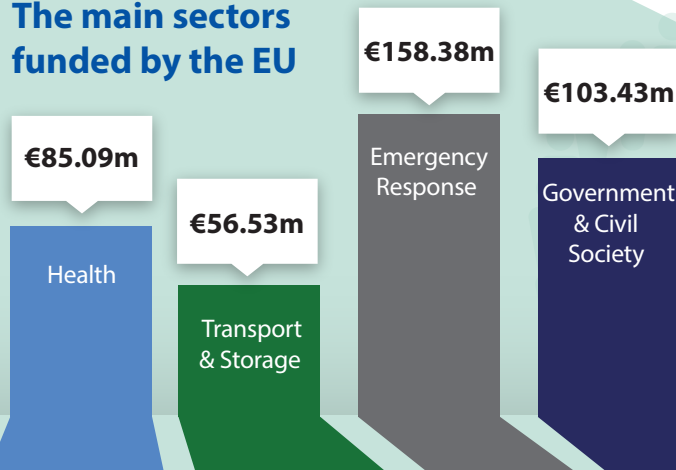 The main sectors
funded by the EU
€85.09m
Health
€56.53m
Transport
& Storage
€158.38m
Emergency
Response
€103.43m
Government
& Civil
Society